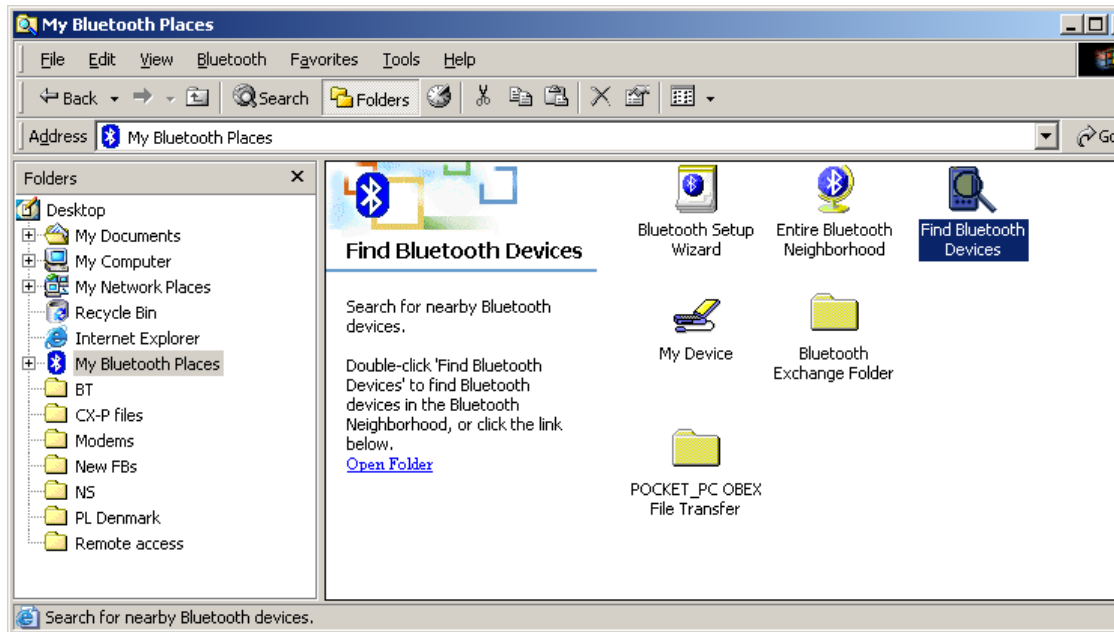 My Bluetooth Places
File Edit View Bluetooth Favorites Tools Help
Back Search Folders
Address My Bluetooth Places Go
Folders
Desktop
My Documents
My Computer
My Network Places
Recycle Bin
Internet Explorer
My Bluetooth Places
BT
CX-P files
Modems
New FBs
NS
PL Denmark
Remote access
Find Bluetooth Devices
Search for nearby Bluetooth
devices.
Double-click 'Find Bluetooth
Devices' to find Bluetooth
devices in the Bluetooth
Neighborhood, or click the link
below.
Open Folder
Bluetooth Setup
Wizard
Entire Bluetooth
Neighborhood
Find Bluetooth
Devices
My Device
Bluetooth
Exchange Folder
POCKET_PC OBEX
File Transfer
Search for nearby Bluetooth devices.